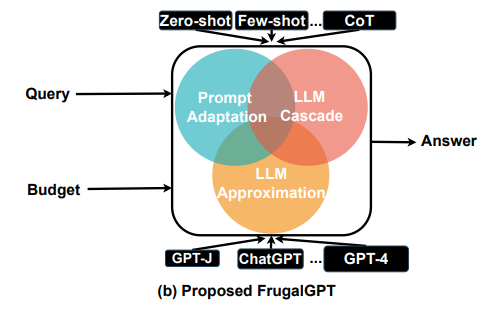 Zero-shot Few-shot ... CoT
Query
Prompt Adaptation
LLM Cascade
Answer
Budget
LLM Approximation
GPT-J ChatGPT ... GPT-4
(b) Proposed FrugalGPT